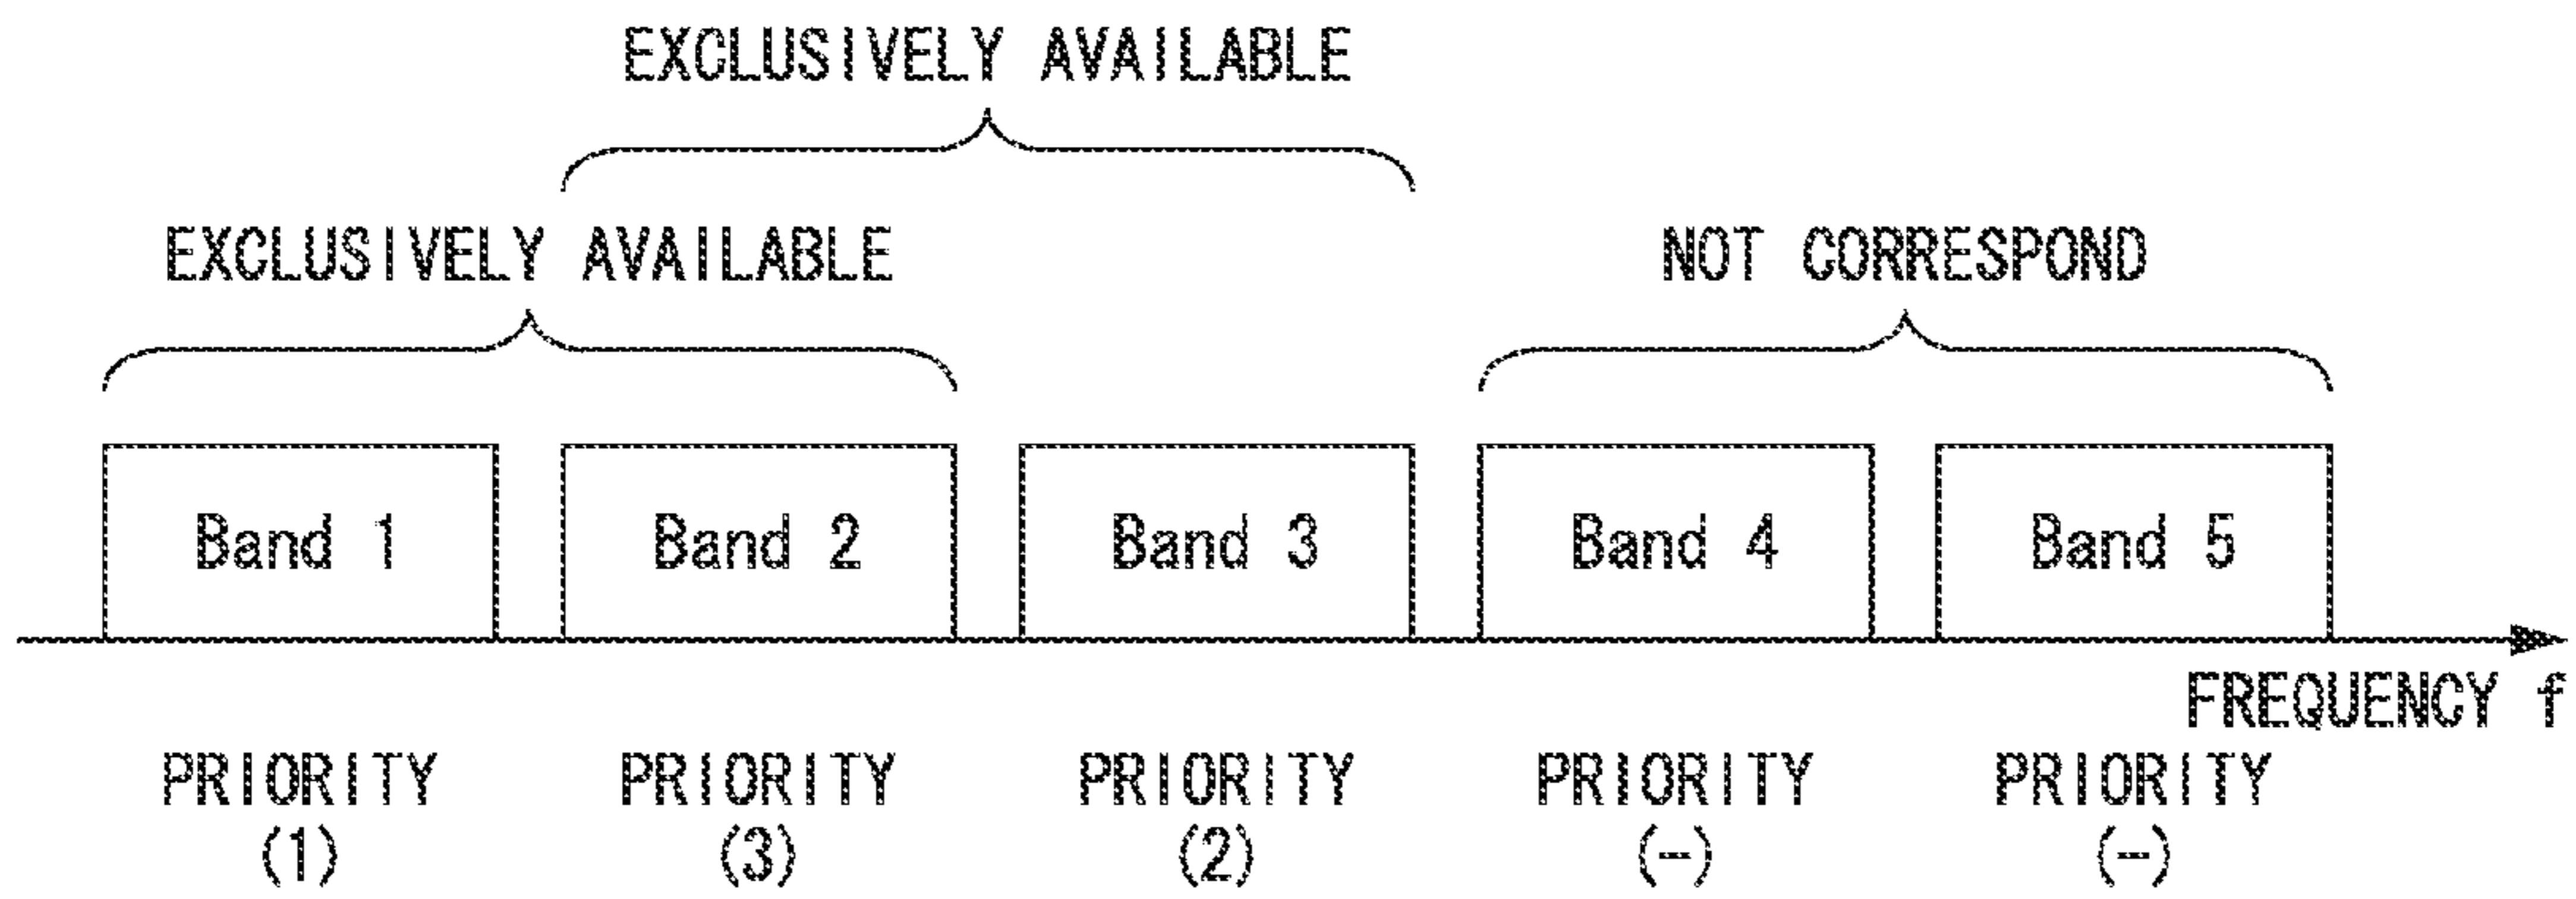 EXCLUSIVELY AVAILABLE
EXCLUSIVELY AVAILABLE NOT CORRESPOND
Band 1 Band 2 Band 3 Band 4 Band 5
FREQUENCY f
PRIORITY PRIORITY PRIORITY PRIORITY PRIORITY
(1) (3) (2) (—) (—)